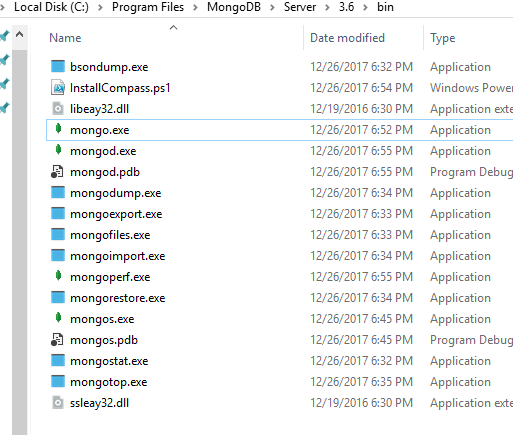 Local Disk (C:) > Program Files > MongoDB > Server > 3.6 > bin
Name Date modified Type
bsondump.exe 12/26/2017 6:32 PM Application
InstallCompass.ps1 12/26/2017 6:54 PM Windows Power
libeay32.dll 12/19/2016 6:30 PM Application exte
mongo.exe 12/26/2017 6:52 PM Application
mongod.exe 12/26/2017 6:55 PM Application
mongod.pdb 12/26/2017 6:55 PM Program Debug
mongodump.exe 12/26/2017 6:34 PM Application
mongoexport.exe 12/26/2017 6:33 PM Application
mongofiles.exe 12/26/2017 6:33 PM Application
mongoimport.exe 12/26/2017 6:34 PM Application
mongoperf.exe 12/26/2017 6:55 PM Application
mongorestore.exe 12/26/2017 6:34 PM Application
mongos.exe 12/26/2017 6:45 PM Application
mongos.pdb 12/26/2017 6:45 PM Program Debug
mongostat.exe 12/26/2017 6:32 PM Application
mongotop.exe 12/26/2017 6:35 PM Application
ssleay32.dll 12/19/2016 6:30 PM Application exte